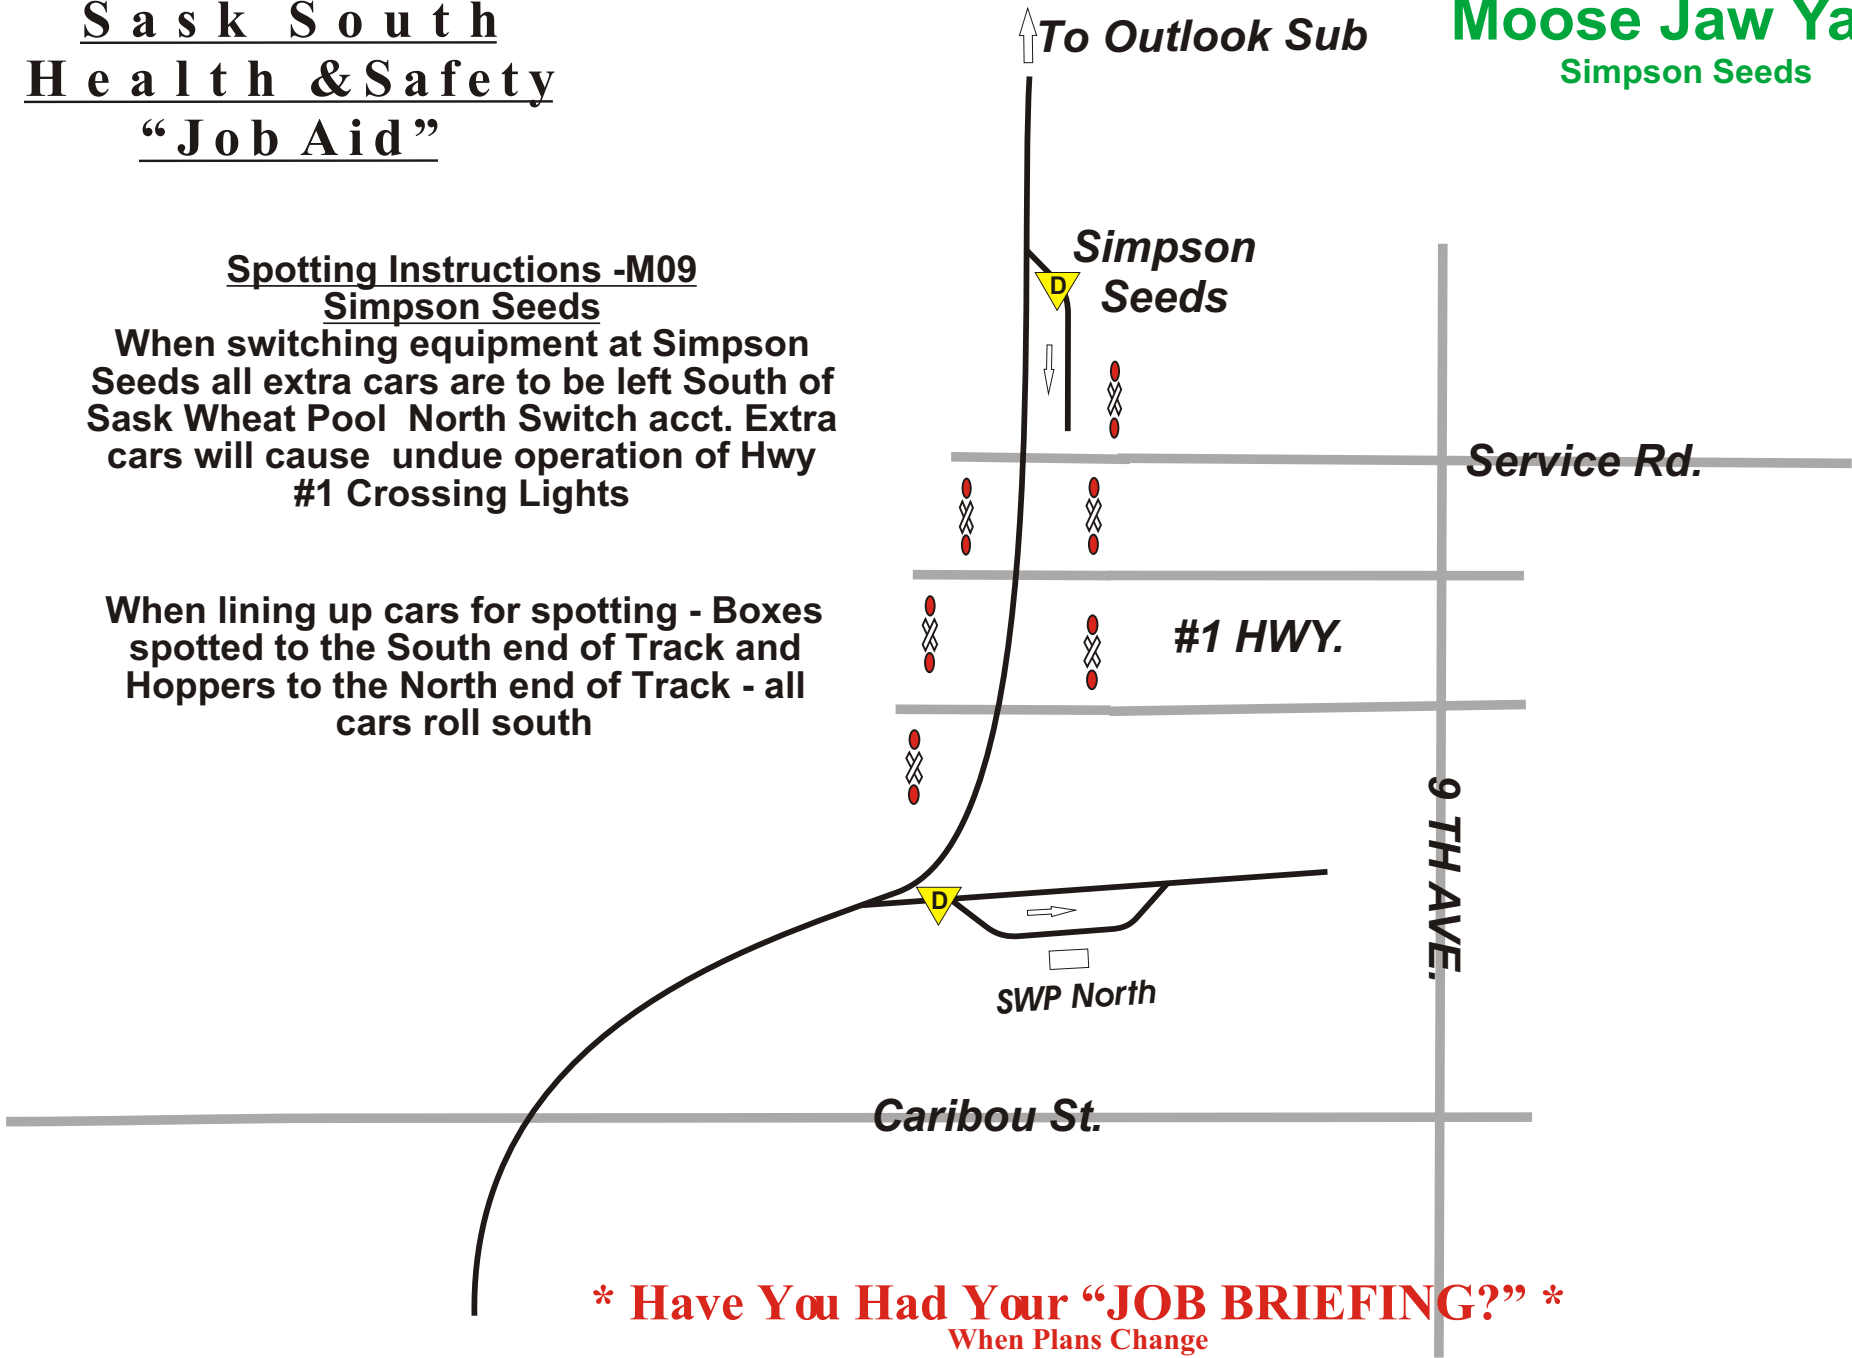 Sask South
Health & Safety
“Job Aid”
To Outlook Sub
Moose Jaw Ya
Simpson Seeds
Spotting Instructions -M09
Simpson Seeds
When switching equipment at Simpson
Seeds all extra cars are to be left South of
Sask Wheat Pool North Switch acct. Extra
cars will cause undue operation of Hwy
#1 Crossing Lights
When lining up cars for spotting - Boxes
spotted to the South end of Track and
Hoppers to the North end of Track - all
cars roll south
Simpson
Seeds
D
Service Rd.
#1 HWY.
9 TH AVE.
D
SWP North
Caribou St.
* Have You Had Your “JOB BRIEFING?” *
When Plans Change